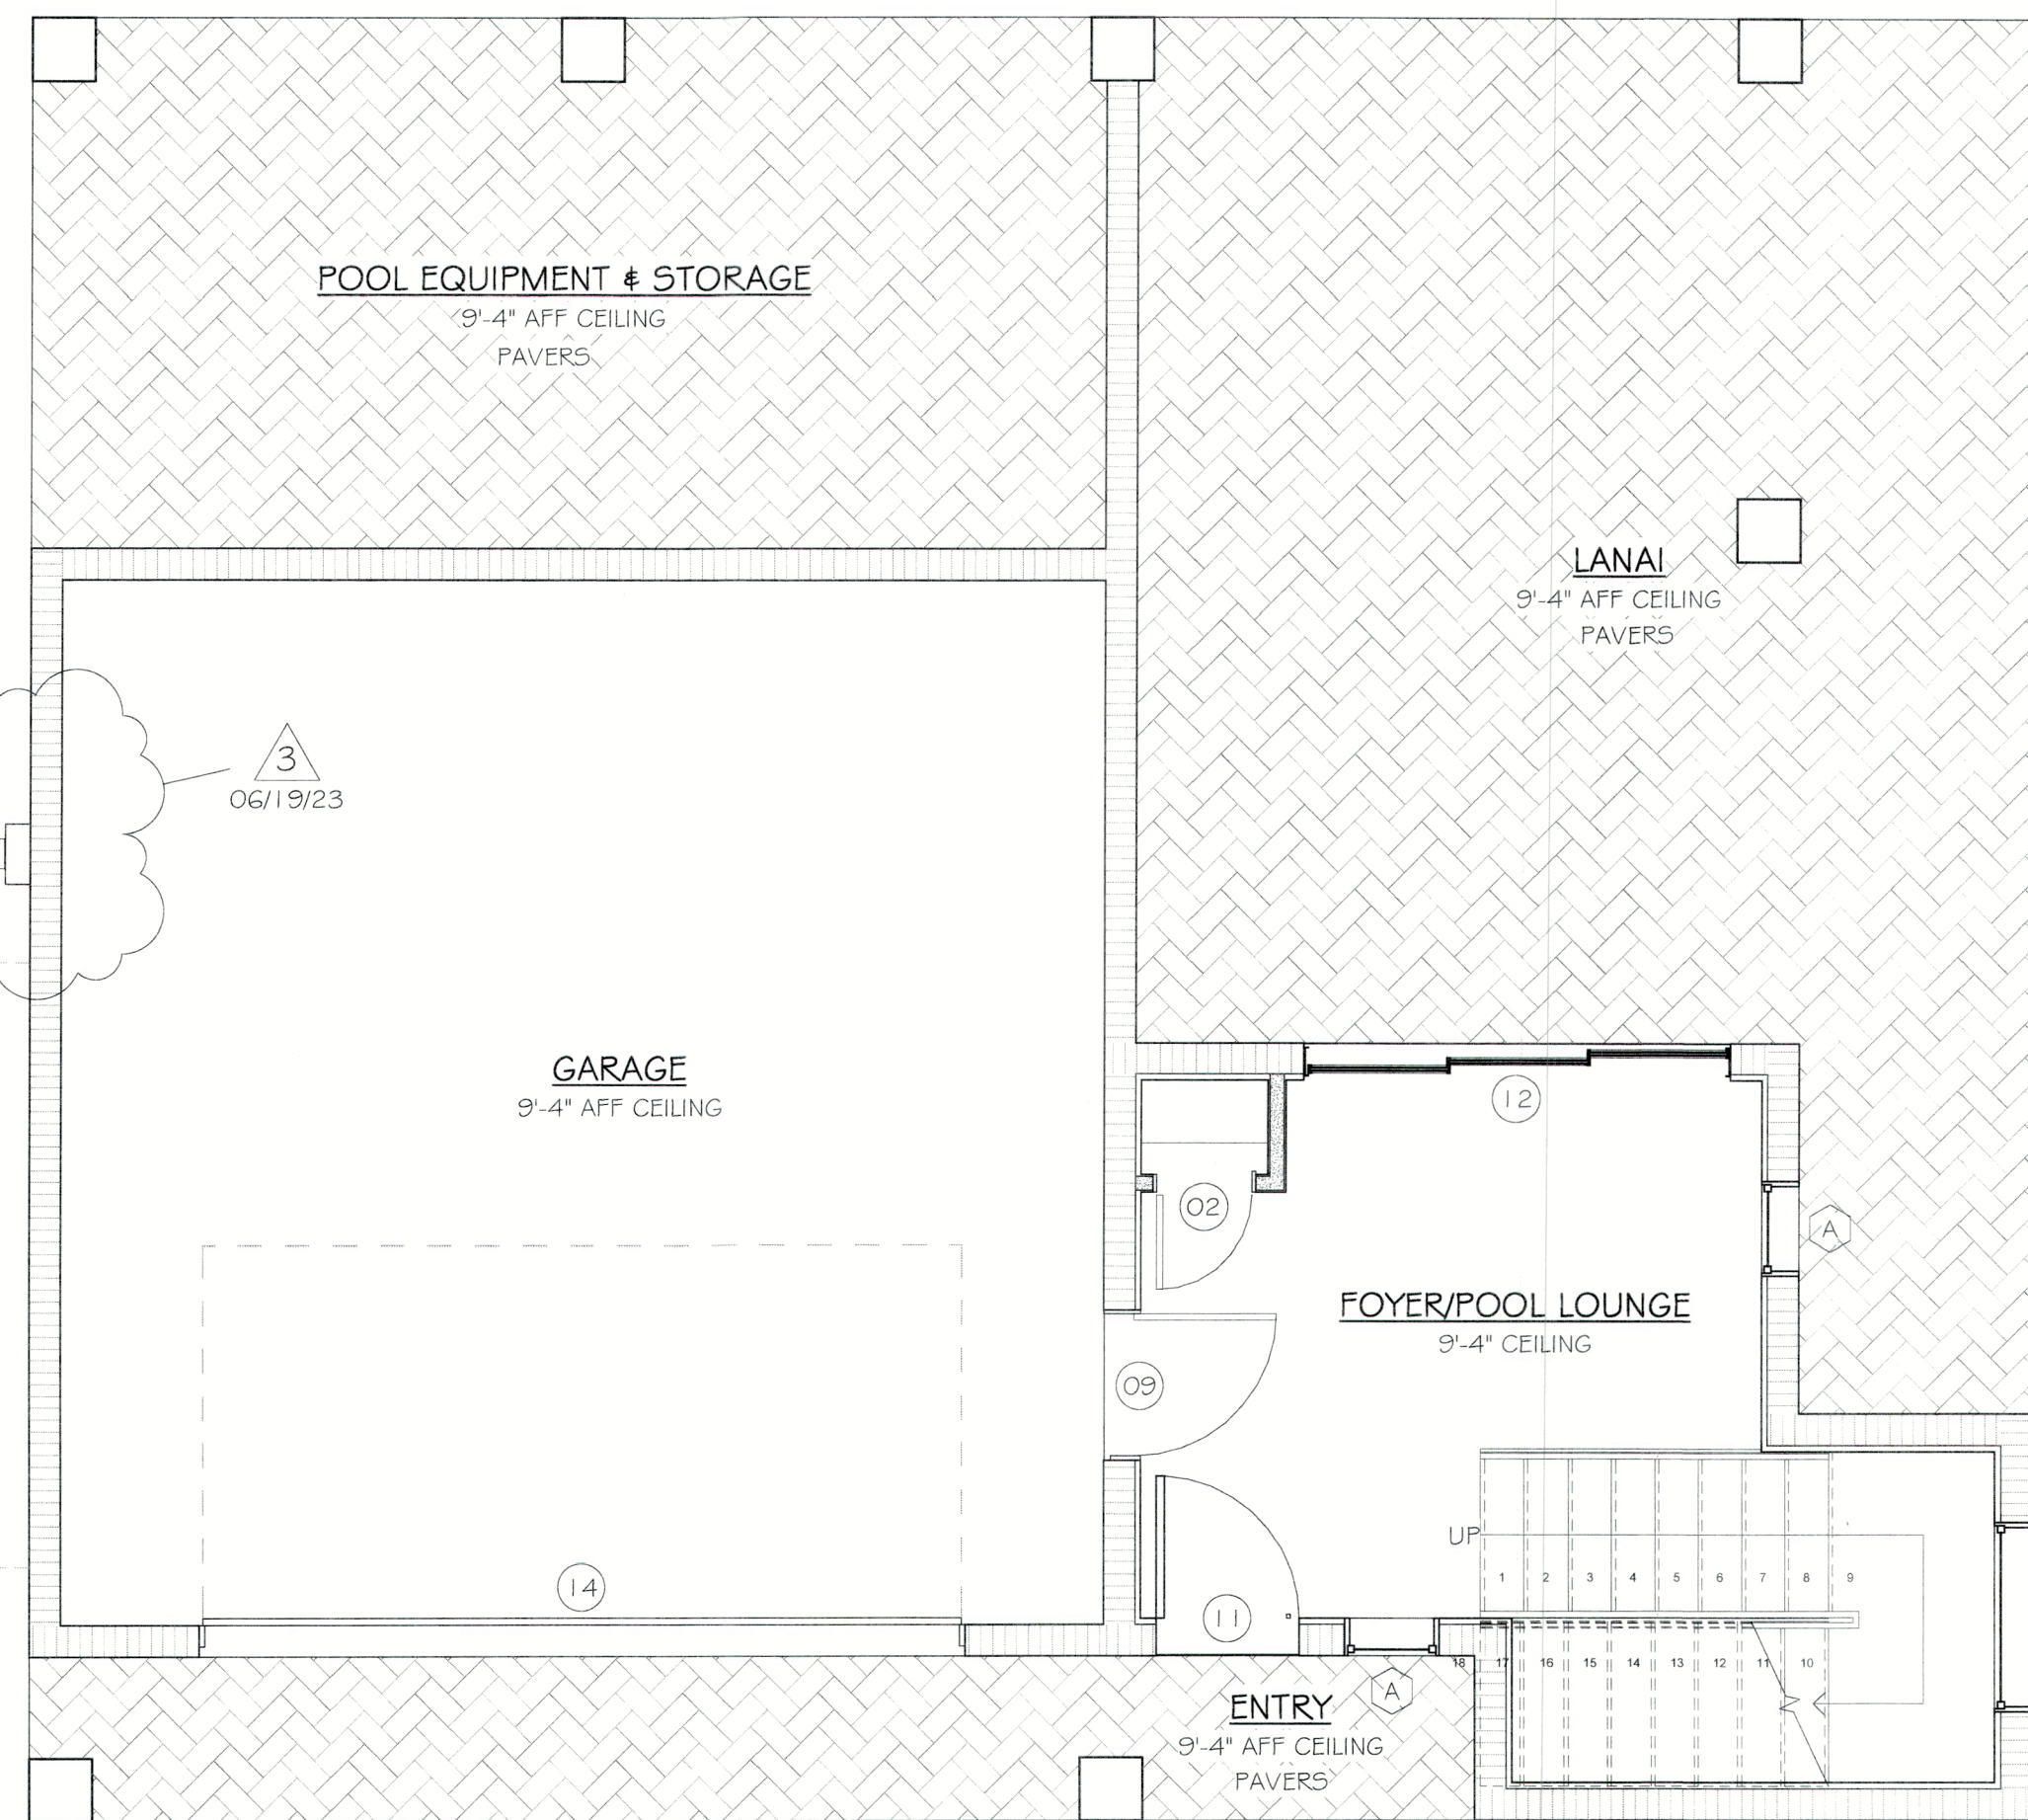 POOL EQUIPMENT & STORAGE
9'-4" AFF CEILING
PAVERS
LANAI
9'-4" AFF CEILING
PAVERS
3
06/19/23
GARAGE
9'-4" AFF CEILING
12
02
A
FOYER/POOL LOUNGE
9'-4" CEILING
09
UP
1 2 3 4 5 6 7 8 9
14
11
18 17 16 15 14 13 12 11 10
A
ENTRY
9'-4" AFF CEILING
PAVERS